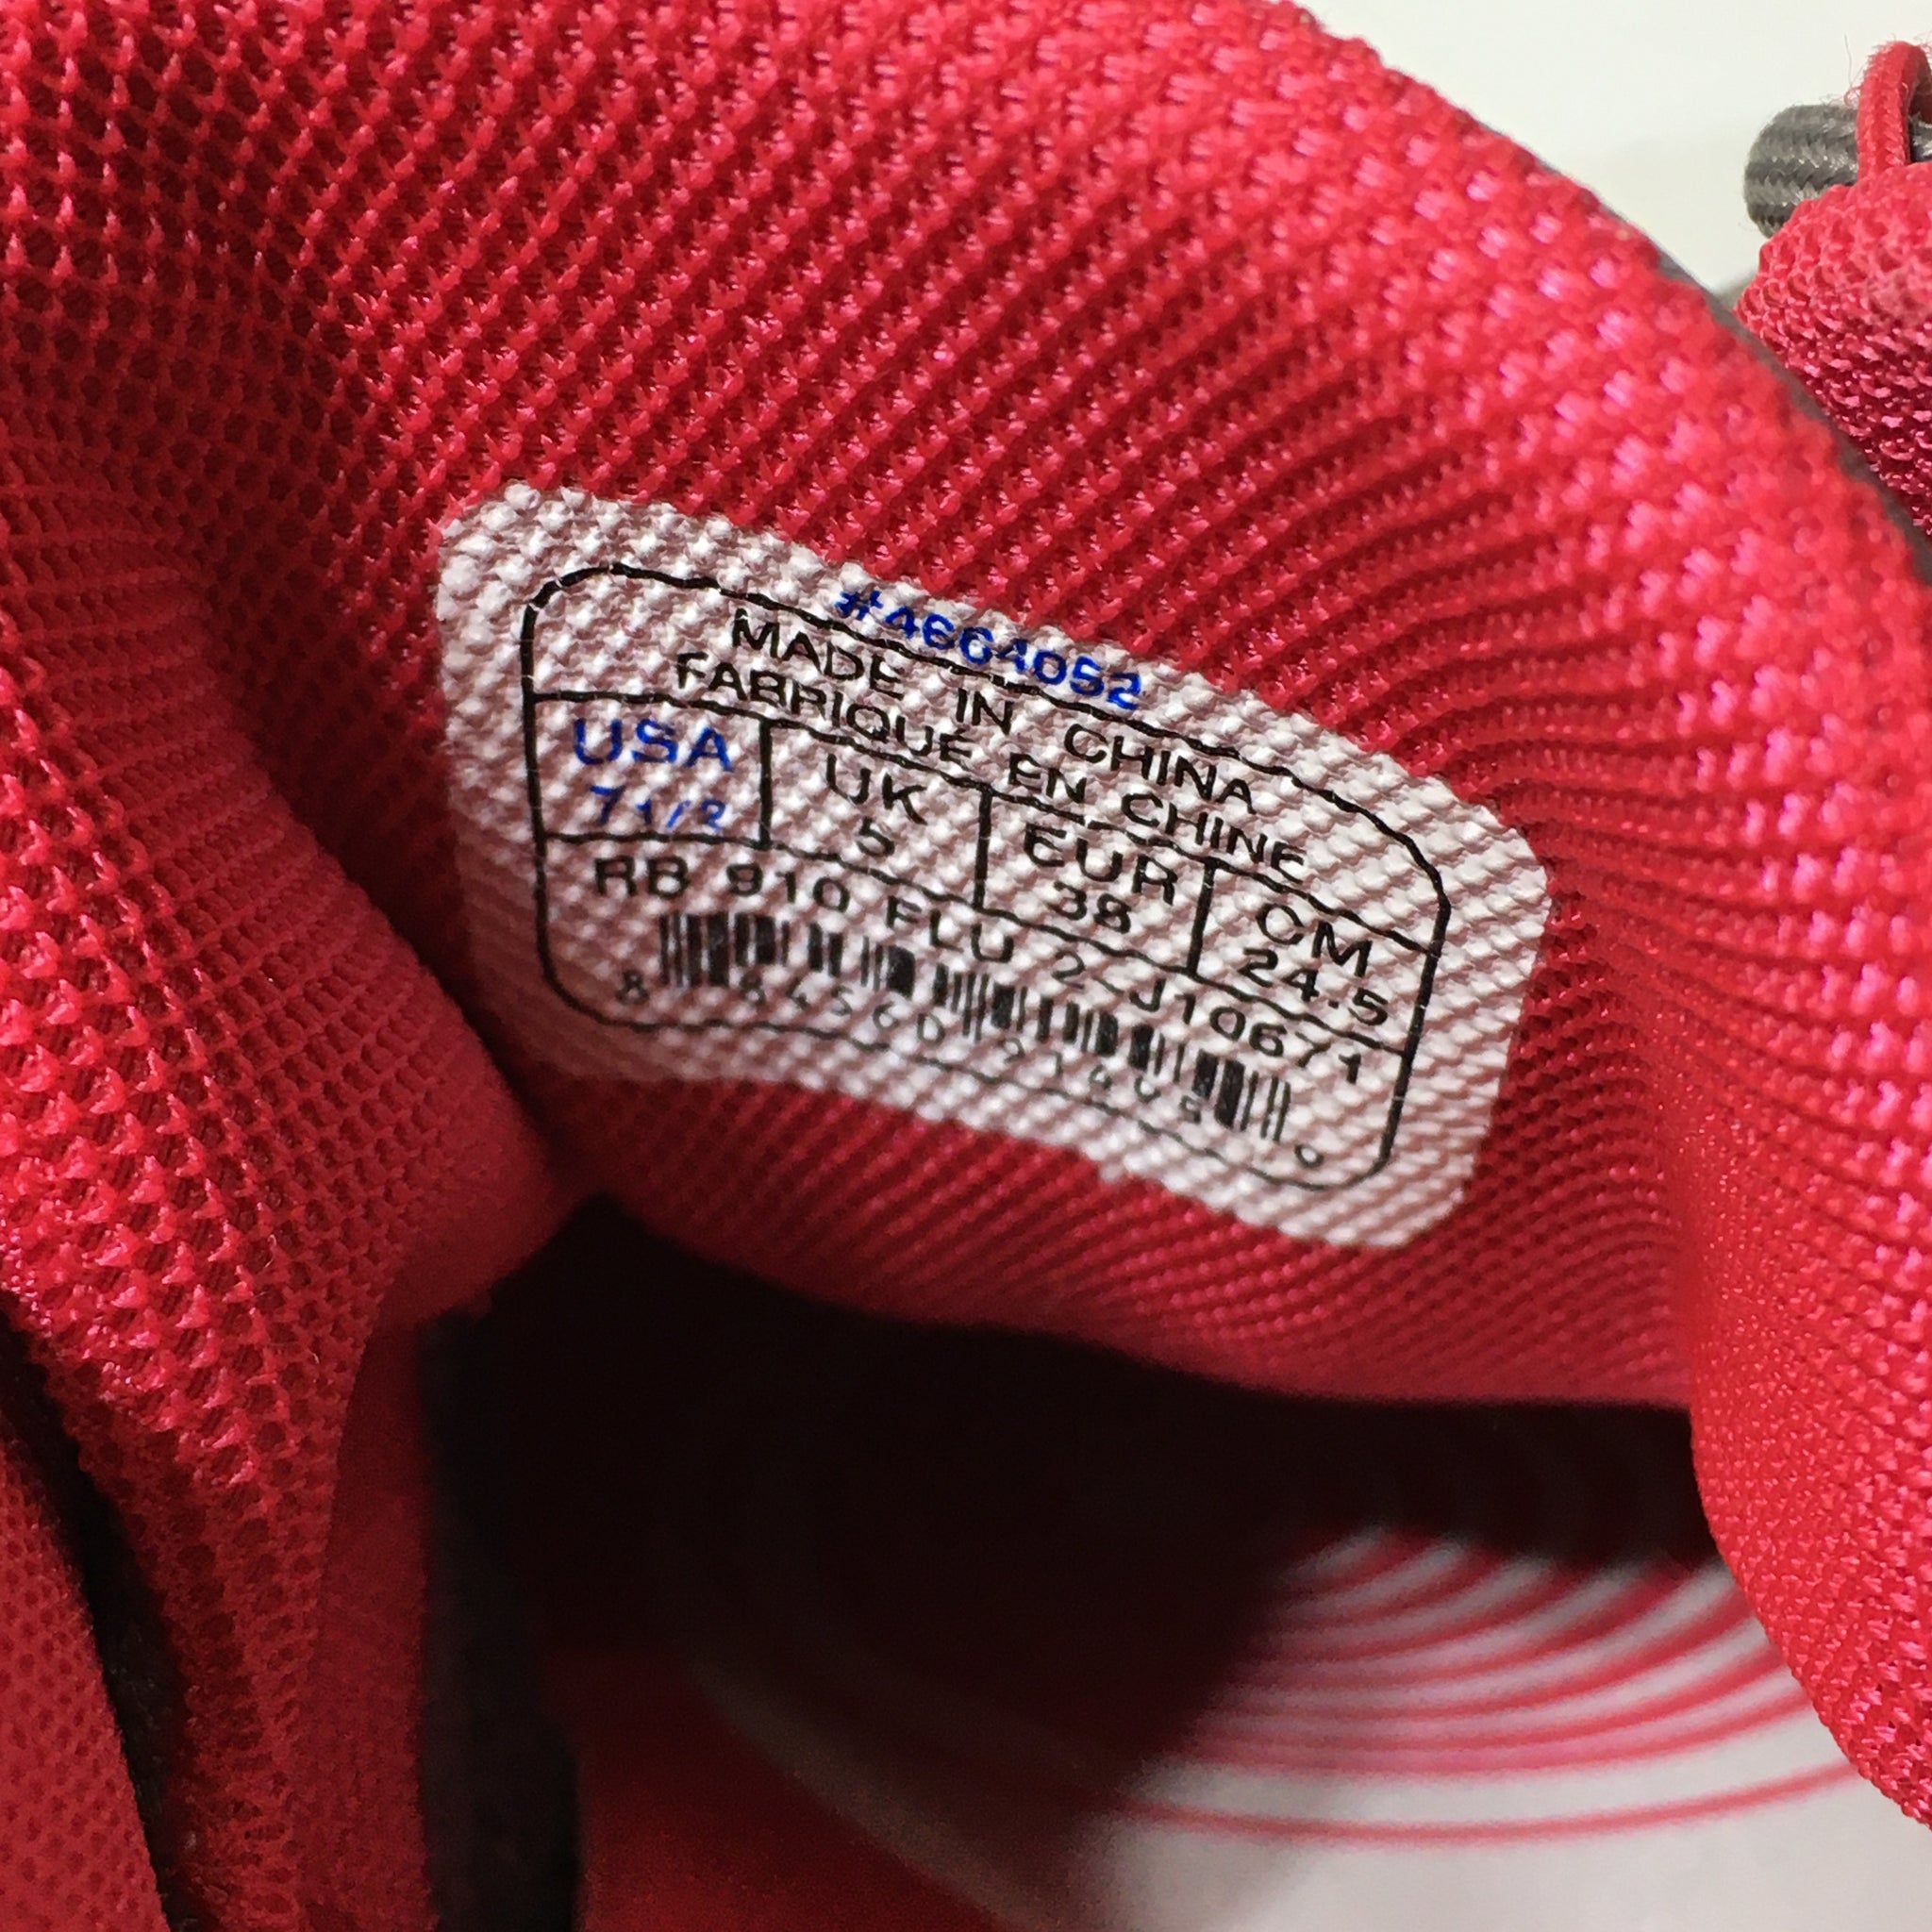 #4664052
MADE IN CHINA
FABRIQUÉ EN CHINE
USA UK EUR CM
7 1/2 5 38 24.5
RB 910 FLU 2-J10671